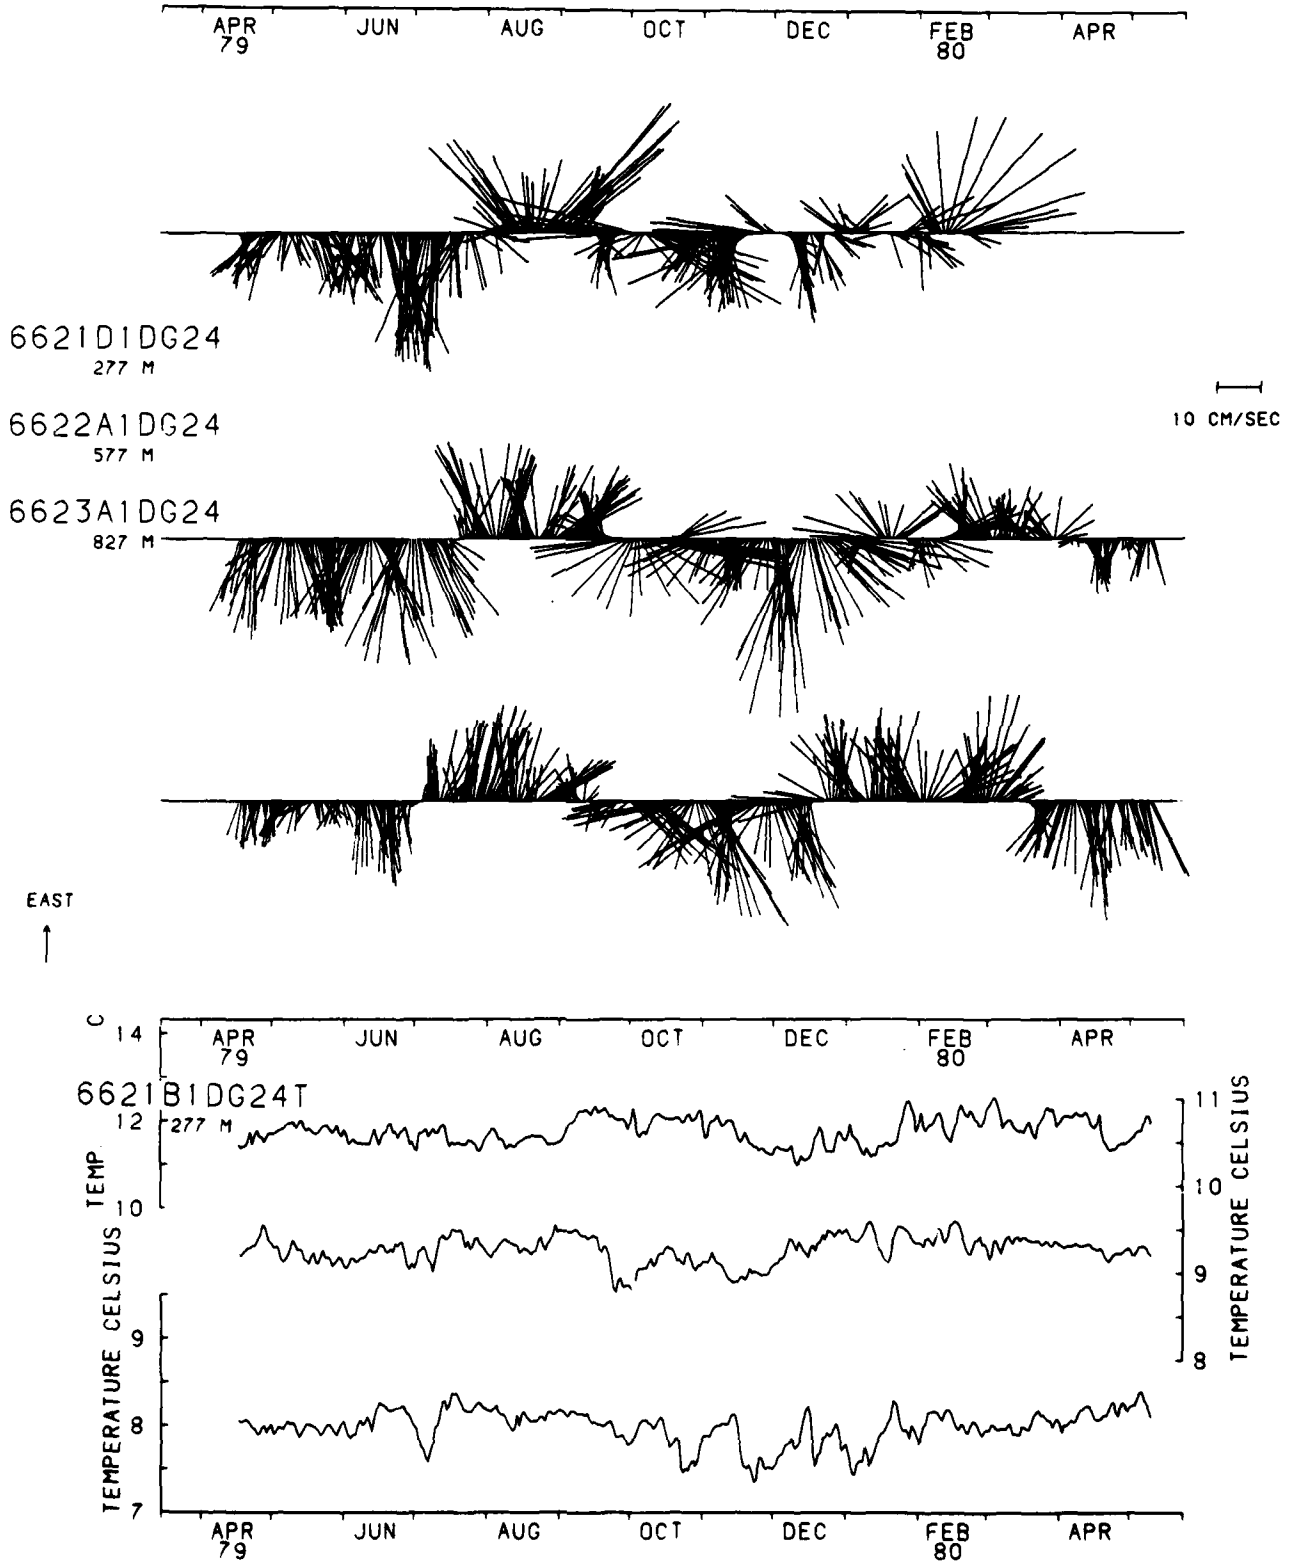 APR JUN AUG OCT DEC FEB APR
79 80
6621D1DG24
277 M
10 CM/SEC
6622A1DG24
577 M
6623A1DG24
827 M
EAST
C
14
APR JUN AUG OCT DEC FEB APR
79 80
6621B1DG24T
277 M
12
10
TEMP
11
10
9
8
TEMPERATURE CELSIUS
9
8
7
TEMPERATURE CELSIUS
APR JUN AUG OCT DEC FEB APR
79 80